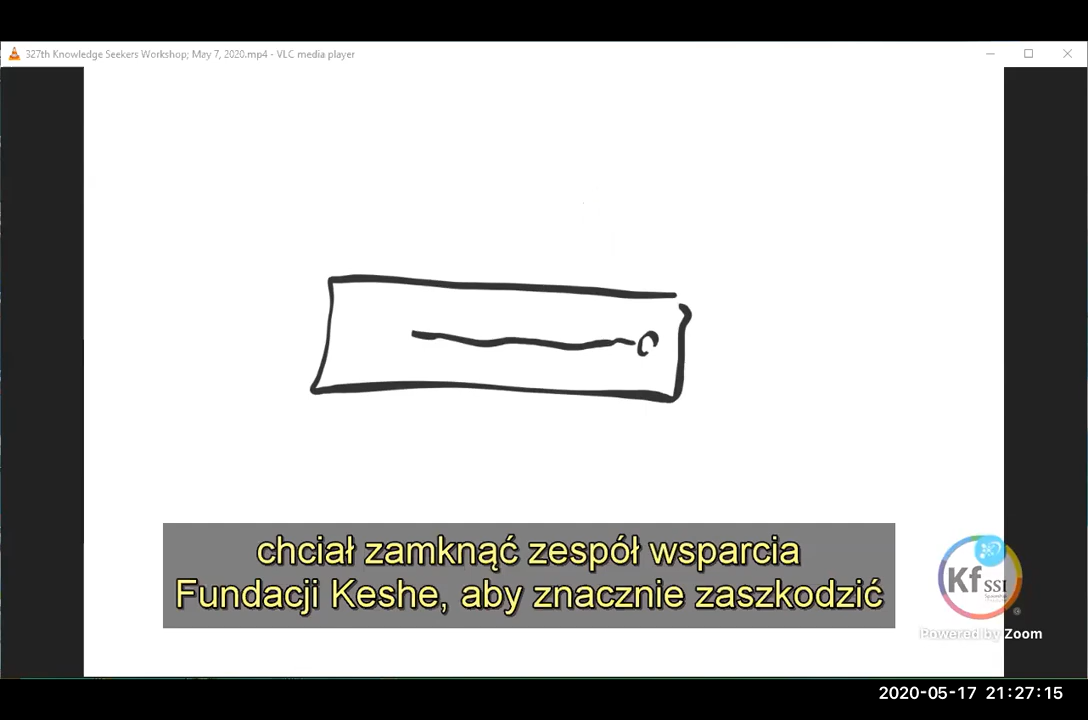 327th Knowledge Seekers Workshop; May 7, 2020.mp4 - VLC media player
chciał zamknąć zespół wsparcia
Fundacji Keshe, aby znacznie zaszkodzić
Kf SSI
Powered by Zoom
2020-05-17 21:27:15